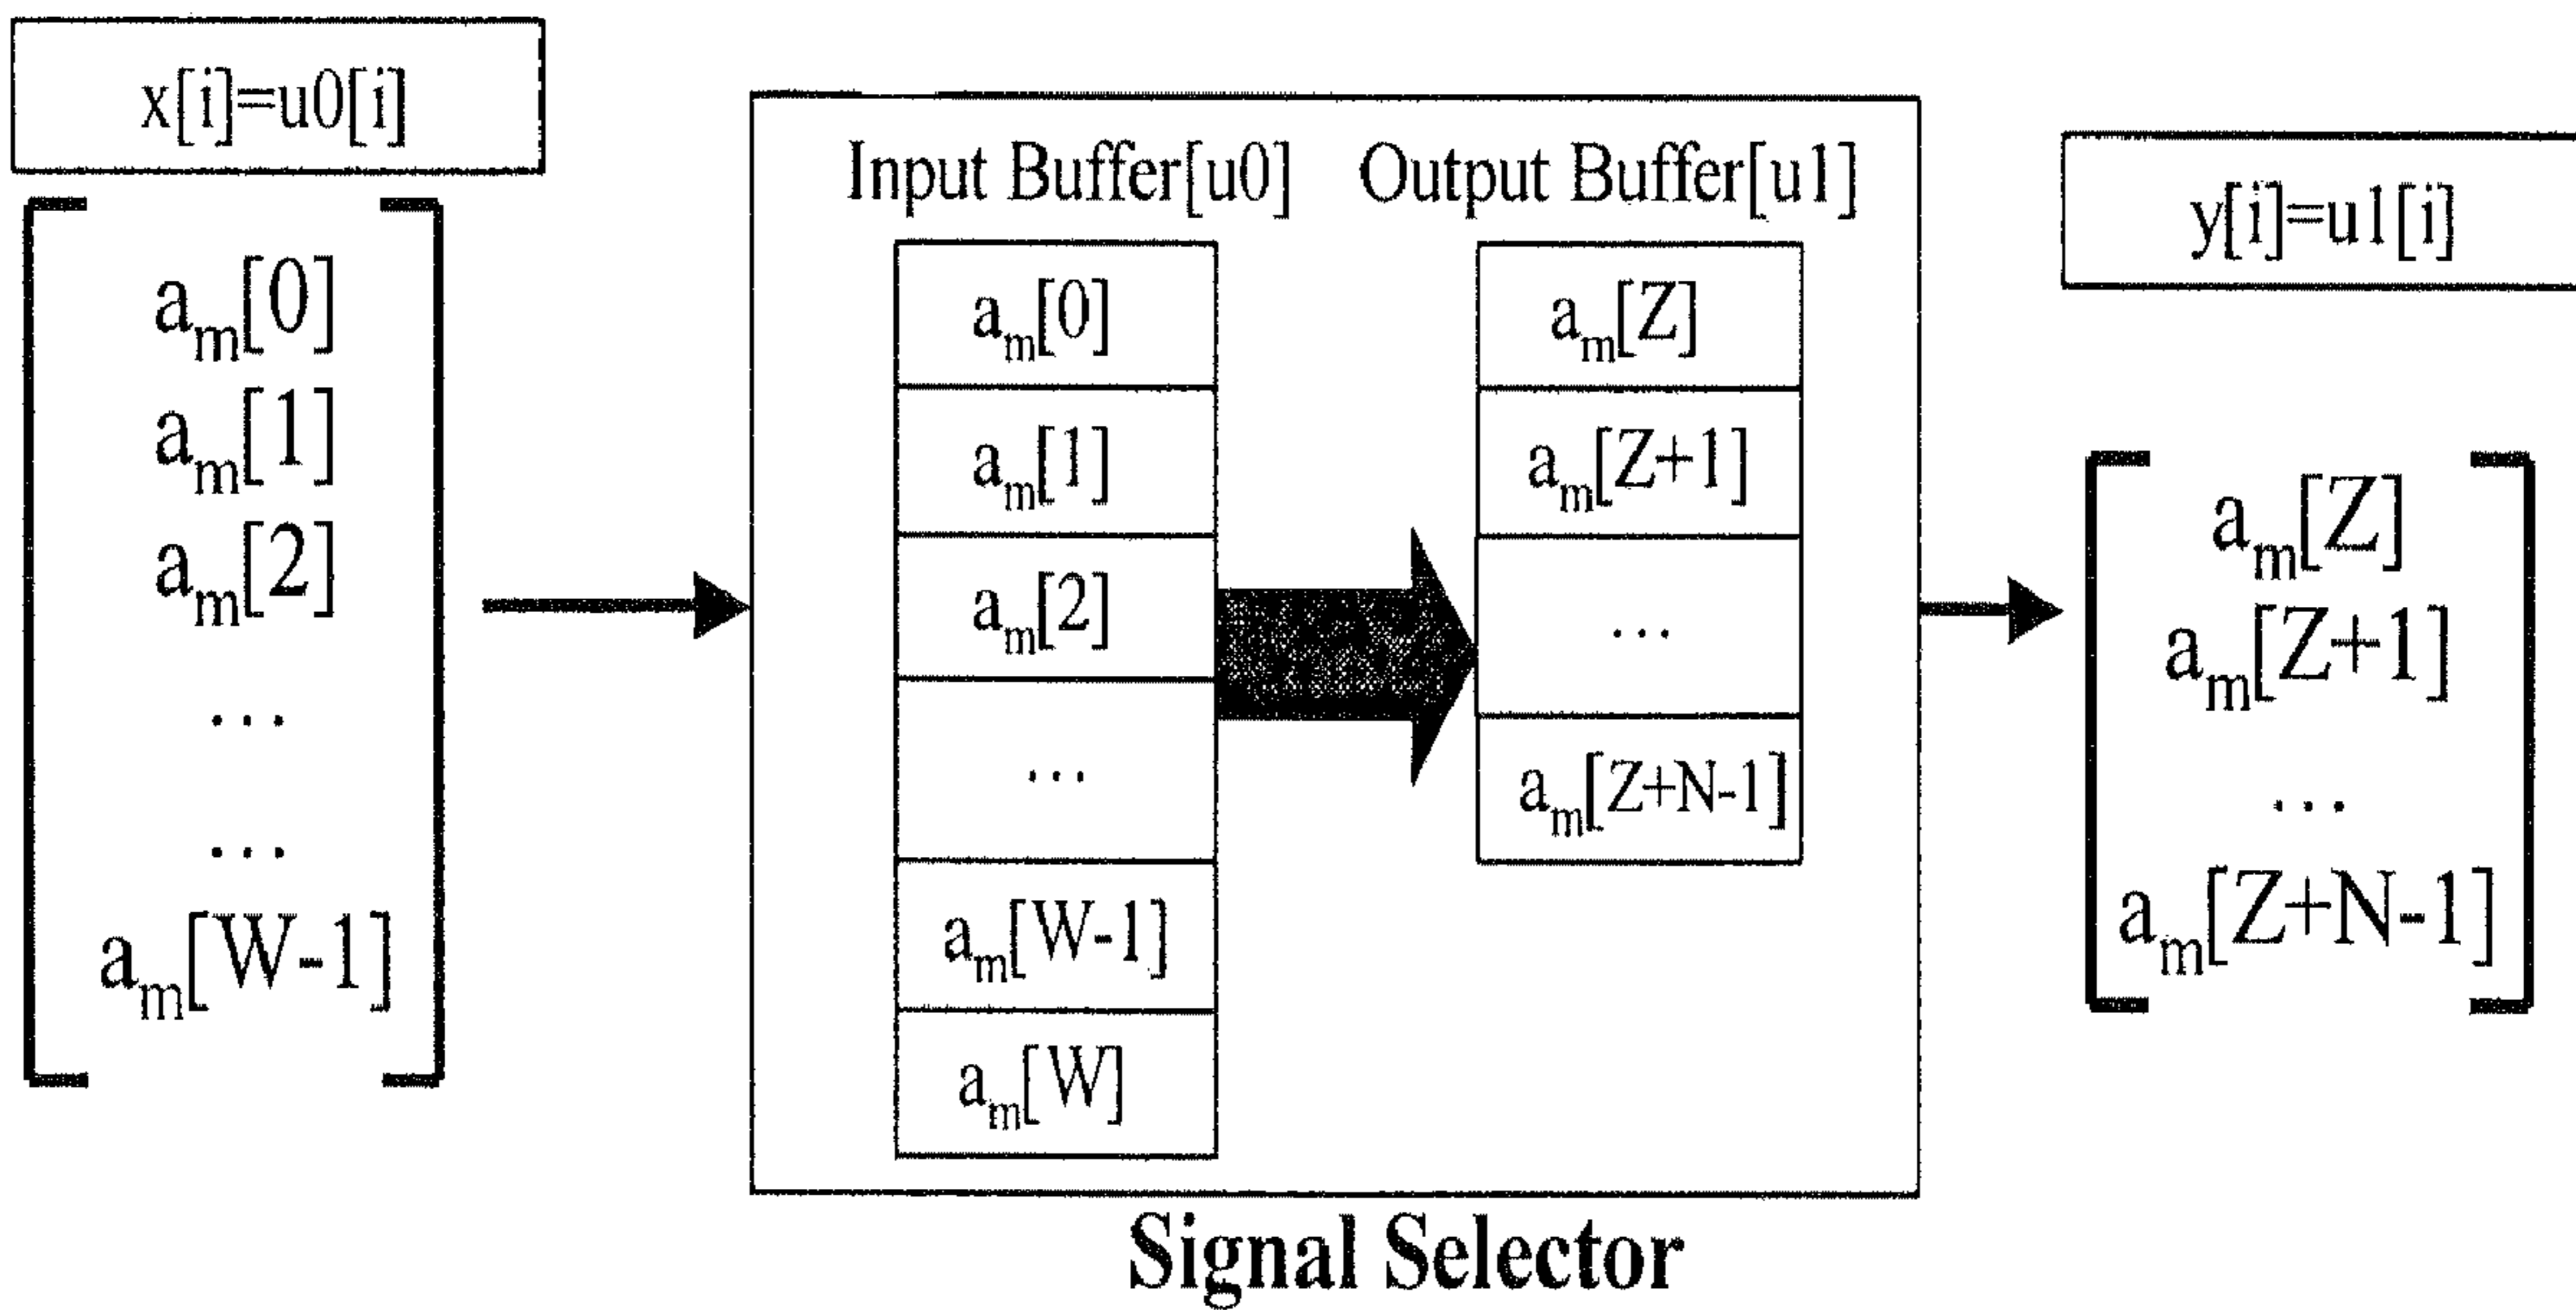 x[i]=u0[i]
a_m[0]
a_m[1]
a_m[2]
...
...
a_m[W-1]
Input Buffer[u0]
a_m[0]
a_m[1]
a_m[2]
...
a_m[W-1]
a_m[W]
Output Buffer[u1]
a_m[Z]
a_m[Z+1]
...
a_m[Z+N-1]
Signal Selector
y[i]=u1[i]
a_m[Z]
a_m[Z+1]
...
a_m[Z+N-1]